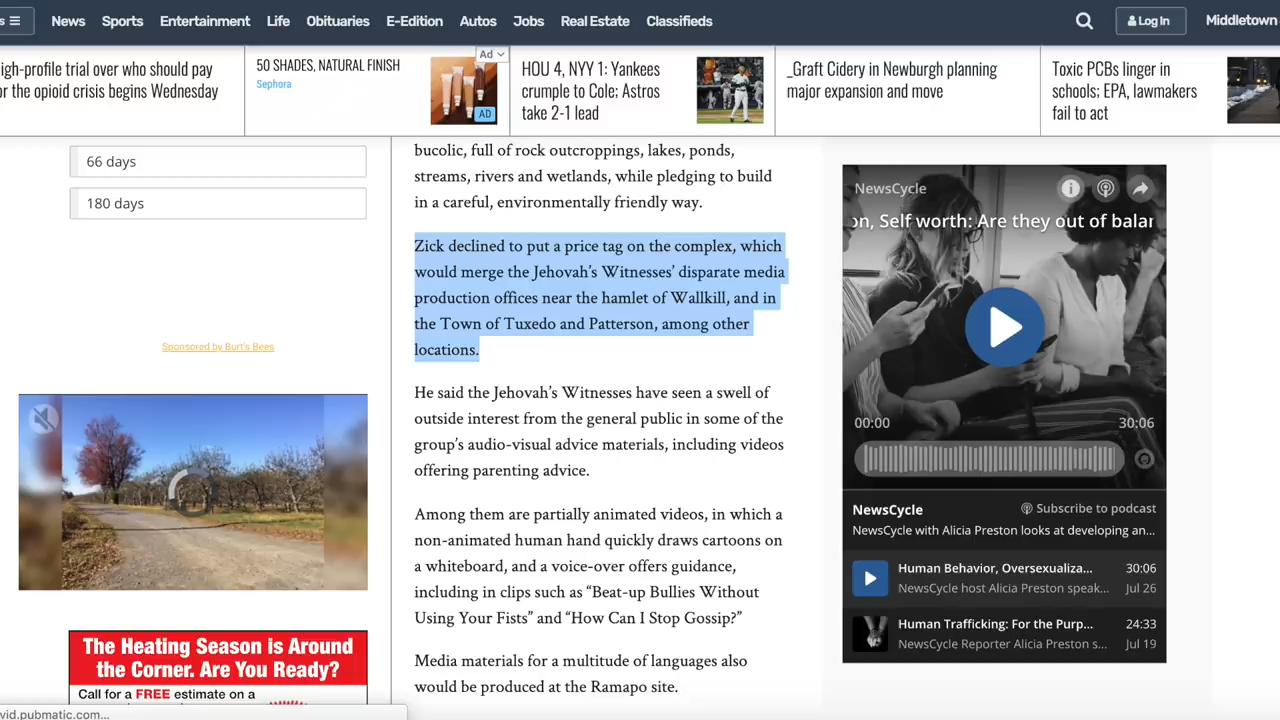 s
News Sports Entertainment Life Obituaries E-Edition Autos Jobs Real Estate Classifieds
Log In
Middletown
igh-profile trial over who should pay
or the opioid crisis begins Wednesday
Ad
50 SHADES, NATURAL FINISH
Sephora
AD
HOU 4, NYY 1: Yankees
crumple to Cole; Astros
take 2-1 lead
_Graft Cidery in Newburgh planning
major expansion and move
Toxic PCBs linger in
schools; EPA, lawmakers
fail to act
66 days
180 days
Sponsored by Burt's Bees
The Heating Season is Around
the Corner. Are You Ready?
Call for a FREE estimate on a
vid.pubmatic.com...
bucolic, full of rock outcroppings, lakes, ponds,
streams, rivers and wetlands, while pledging to build
in a careful, environmentally friendly way.
Zick declined to put a price tag on the complex, which
would merge the Jehovah’s Witnesses’ disparate media
production offices near the hamlet of Wallkill, and in
the Town of Tuxedo and Patterson, among other
locations.
He said the Jehovah’s Witnesses have seen a swell of
outside interest from the general public in some of the
group’s audio-visual advice materials, including videos
offering parenting advice.
Among them are partially animated videos, in which a
non-animated human hand quickly draws cartoons on
a whiteboard, and a voice-over offers guidance,
including in clips such as “Beat-up Bullies Without
Using Your Fists” and “How Can I Stop Gossip?”
Media materials for a multitude of languages also
would be produced at the Ramapo site.
NewsCycle
on, Self worth: Are they out of balar
00:00 30:06
NewsCycle Subscribe to podcast
NewsCycle with Alicia Preston looks at developing an...
Human Behavior, Oversexualiza... 30:06
NewsCycle host Alicia Preston speak... Jul 26
Human Trafficking: For the Purp... 24:33
NewsCycle Reporter Alicia Preston s... Jul 19